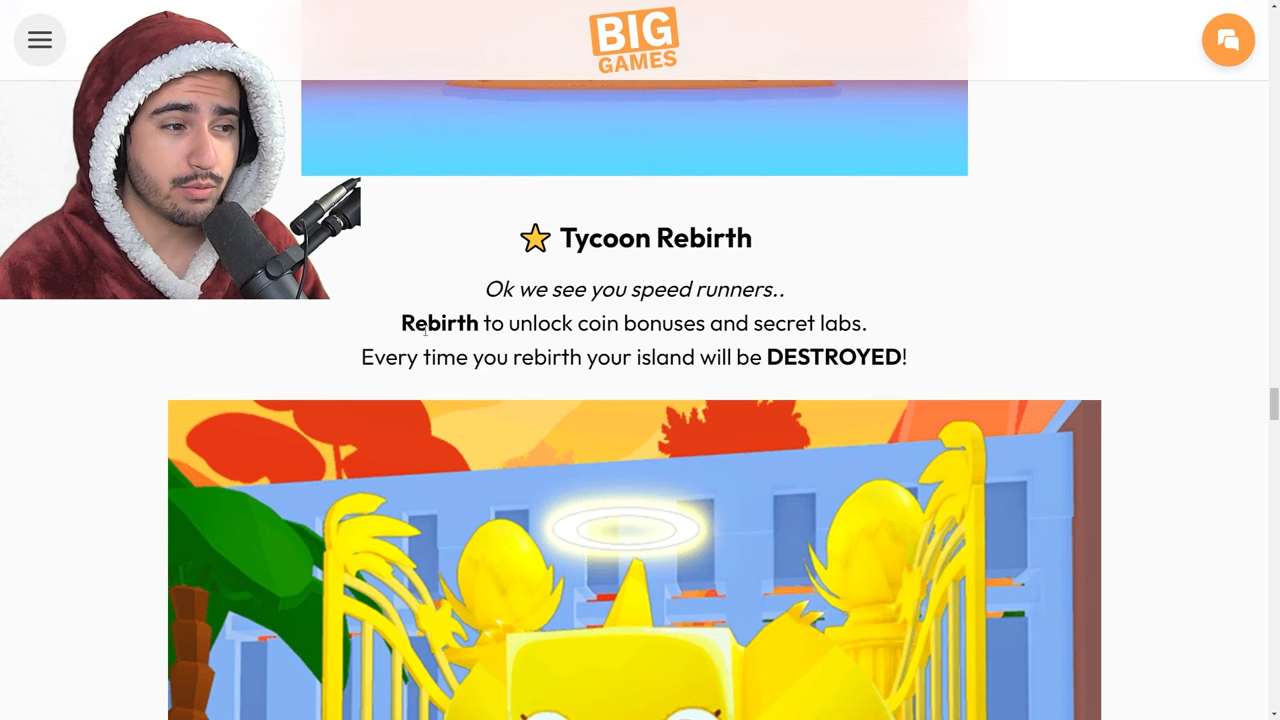 BIG
GAMES
Tycoon Rebirth
Ok we see you speed runners..
Rebirth to unlock coin bonuses and secret labs.
Every time you rebirth your island will be DESTROYED!